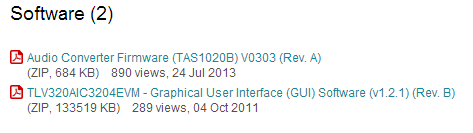 Software (2)
Audio Converter Firmware (TAS1020B) V0303 (Rev. A)
(ZIP, 684 KB) 890 views, 24 Jul 2013
TLV320AIC3204EVM - Graphical User Interface (GUI) Software (v1.2.1) (Rev. B)
(ZIP, 133519 KB) 289 views, 04 Oct 2011